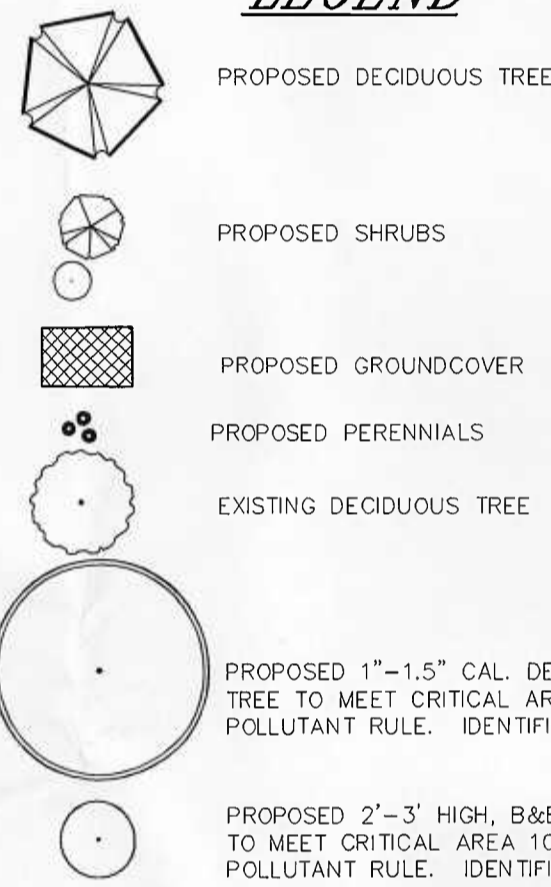 LEGEND
PROPOSED DECIDUOUS TREE
PROPOSED SHRUBS
PROPOSED GROUNDCOVER
PROPOSED PERENNIALS
EXISTING DECIDUOUS TREE
PROPOSED 1"-1.5" CAL. DE
TREE TO MEET CRITICAL AR
POLLUTANT RULE. IDENTIFI
PROPOSED 2'-3' HIGH, B&B
TO MEET CRITICAL AREA 10
POLLUTANT RULE. IDENTIFI